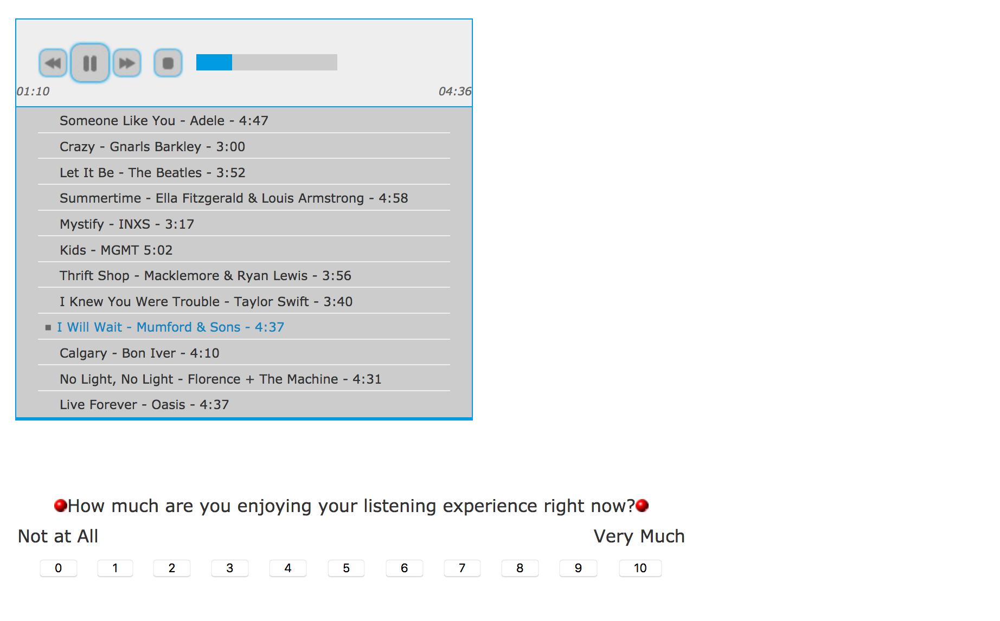 01:10 04:36
Someone Like You - Adele - 4:47
Crazy - Gnarls Barkley - 3:00
Let It Be - The Beatles - 3:52
Summertime - Ella Fitzgerald & Louis Armstrong - 4:58
Mystify - INXS - 3:17
Kids - MGMT 5:02
Thrift Shop - Macklemore & Ryan Lewis - 3:56
I Knew You Were Trouble - Taylor Swift - 3:40
I Will Wait - Mumford & Sons - 4:37
Calgary - Bon Iver - 4:10
No Light, No Light - Florence + The Machine - 4:31
Live Forever - Oasis - 4:37
How much are you enjoying your listening experience right now?
Not at All Very Much
0 1 2 3 4 5 6 7 8 9 10